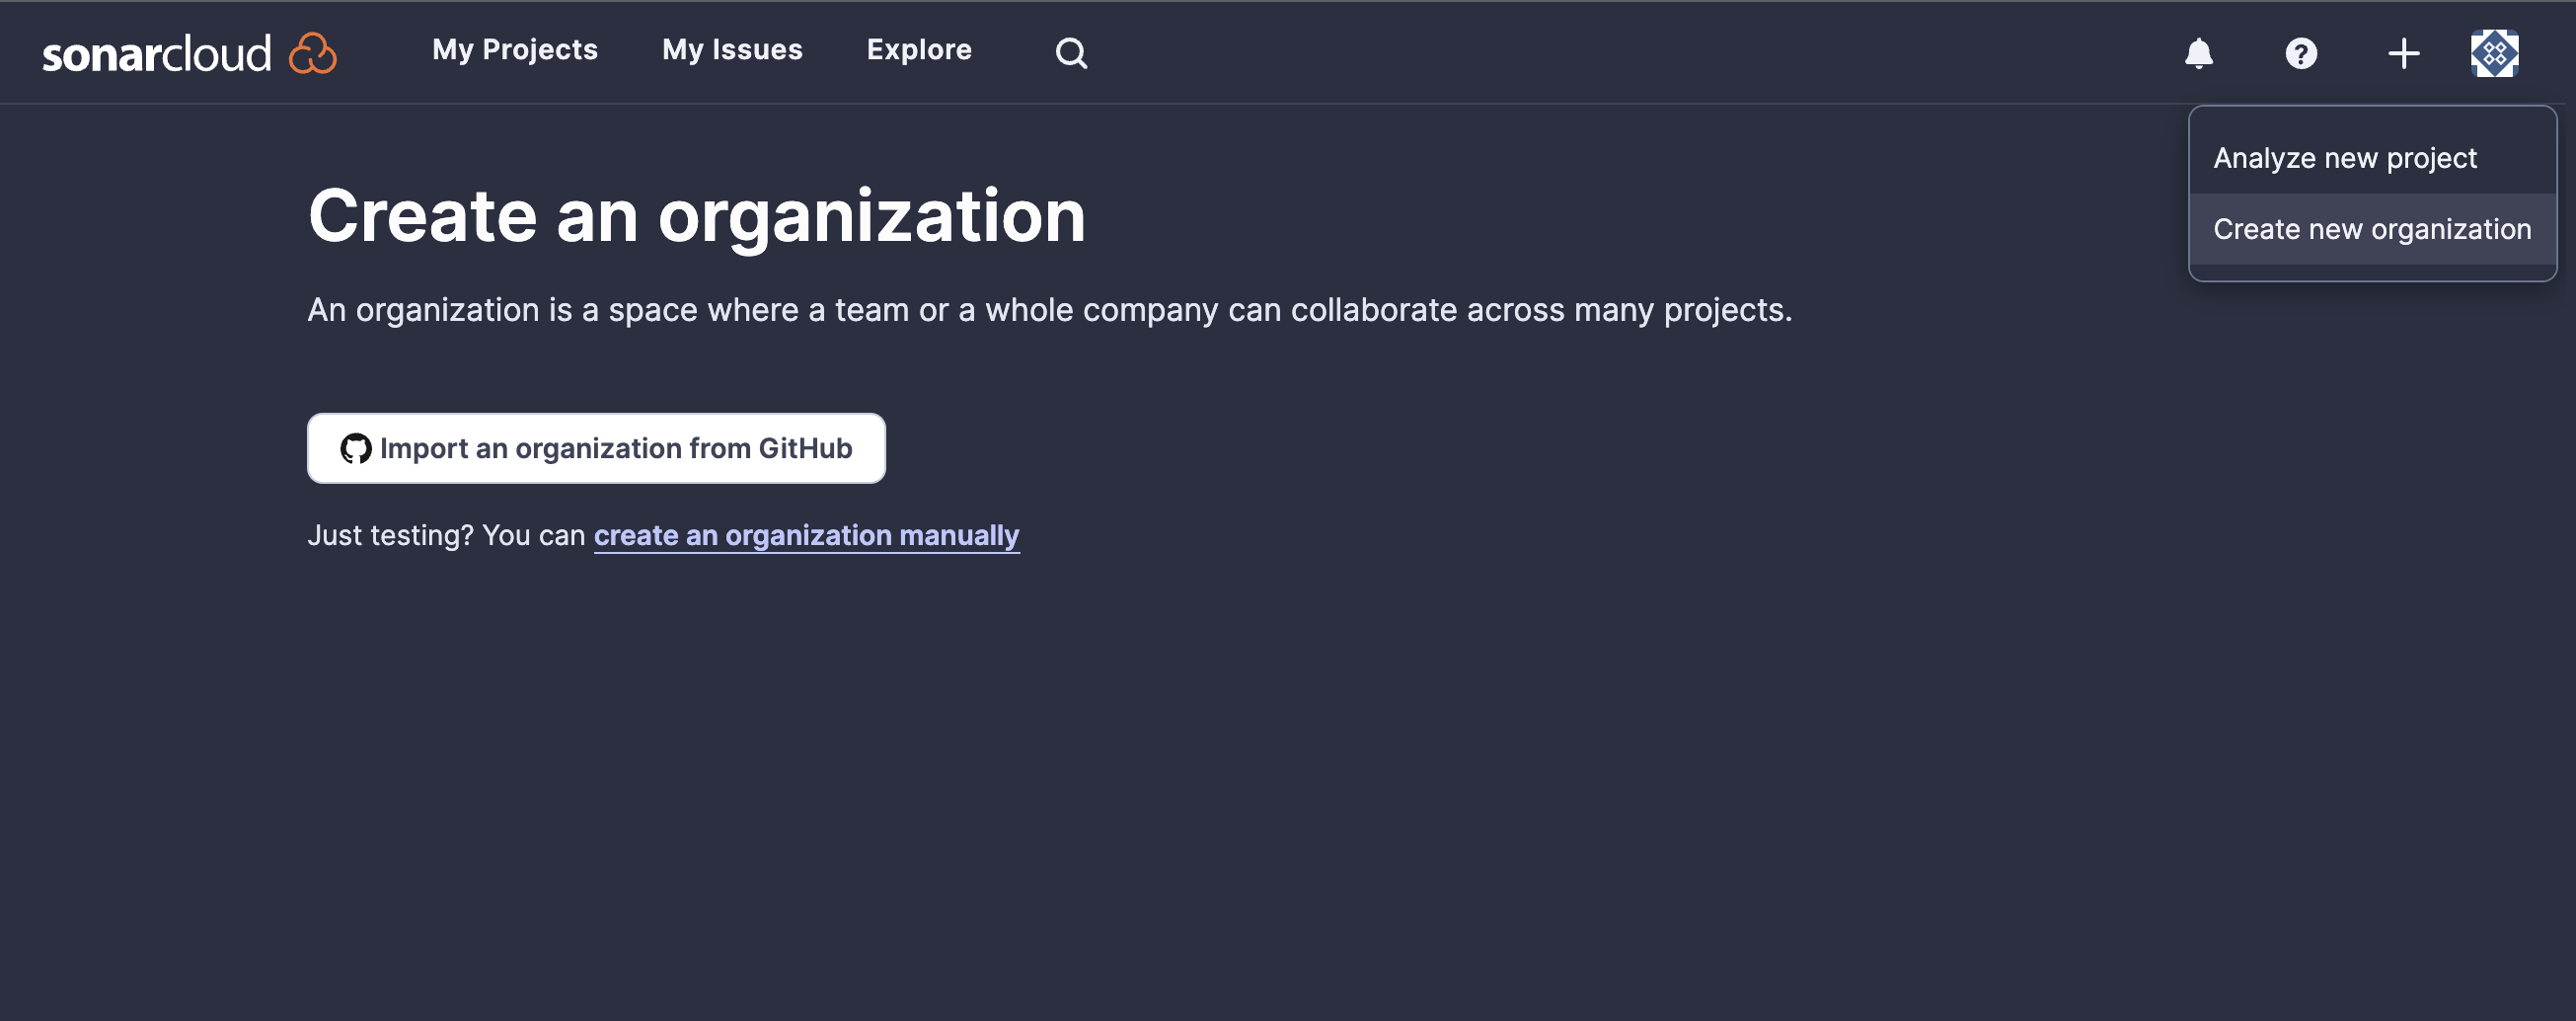 sonarcloud My Projects My Issues Explore
Analyze new project
Create new organization
Create an organization
An organization is a space where a team or a whole company can collaborate across many projects.
Import an organization from GitHub
Just testing? You can create an organization manually